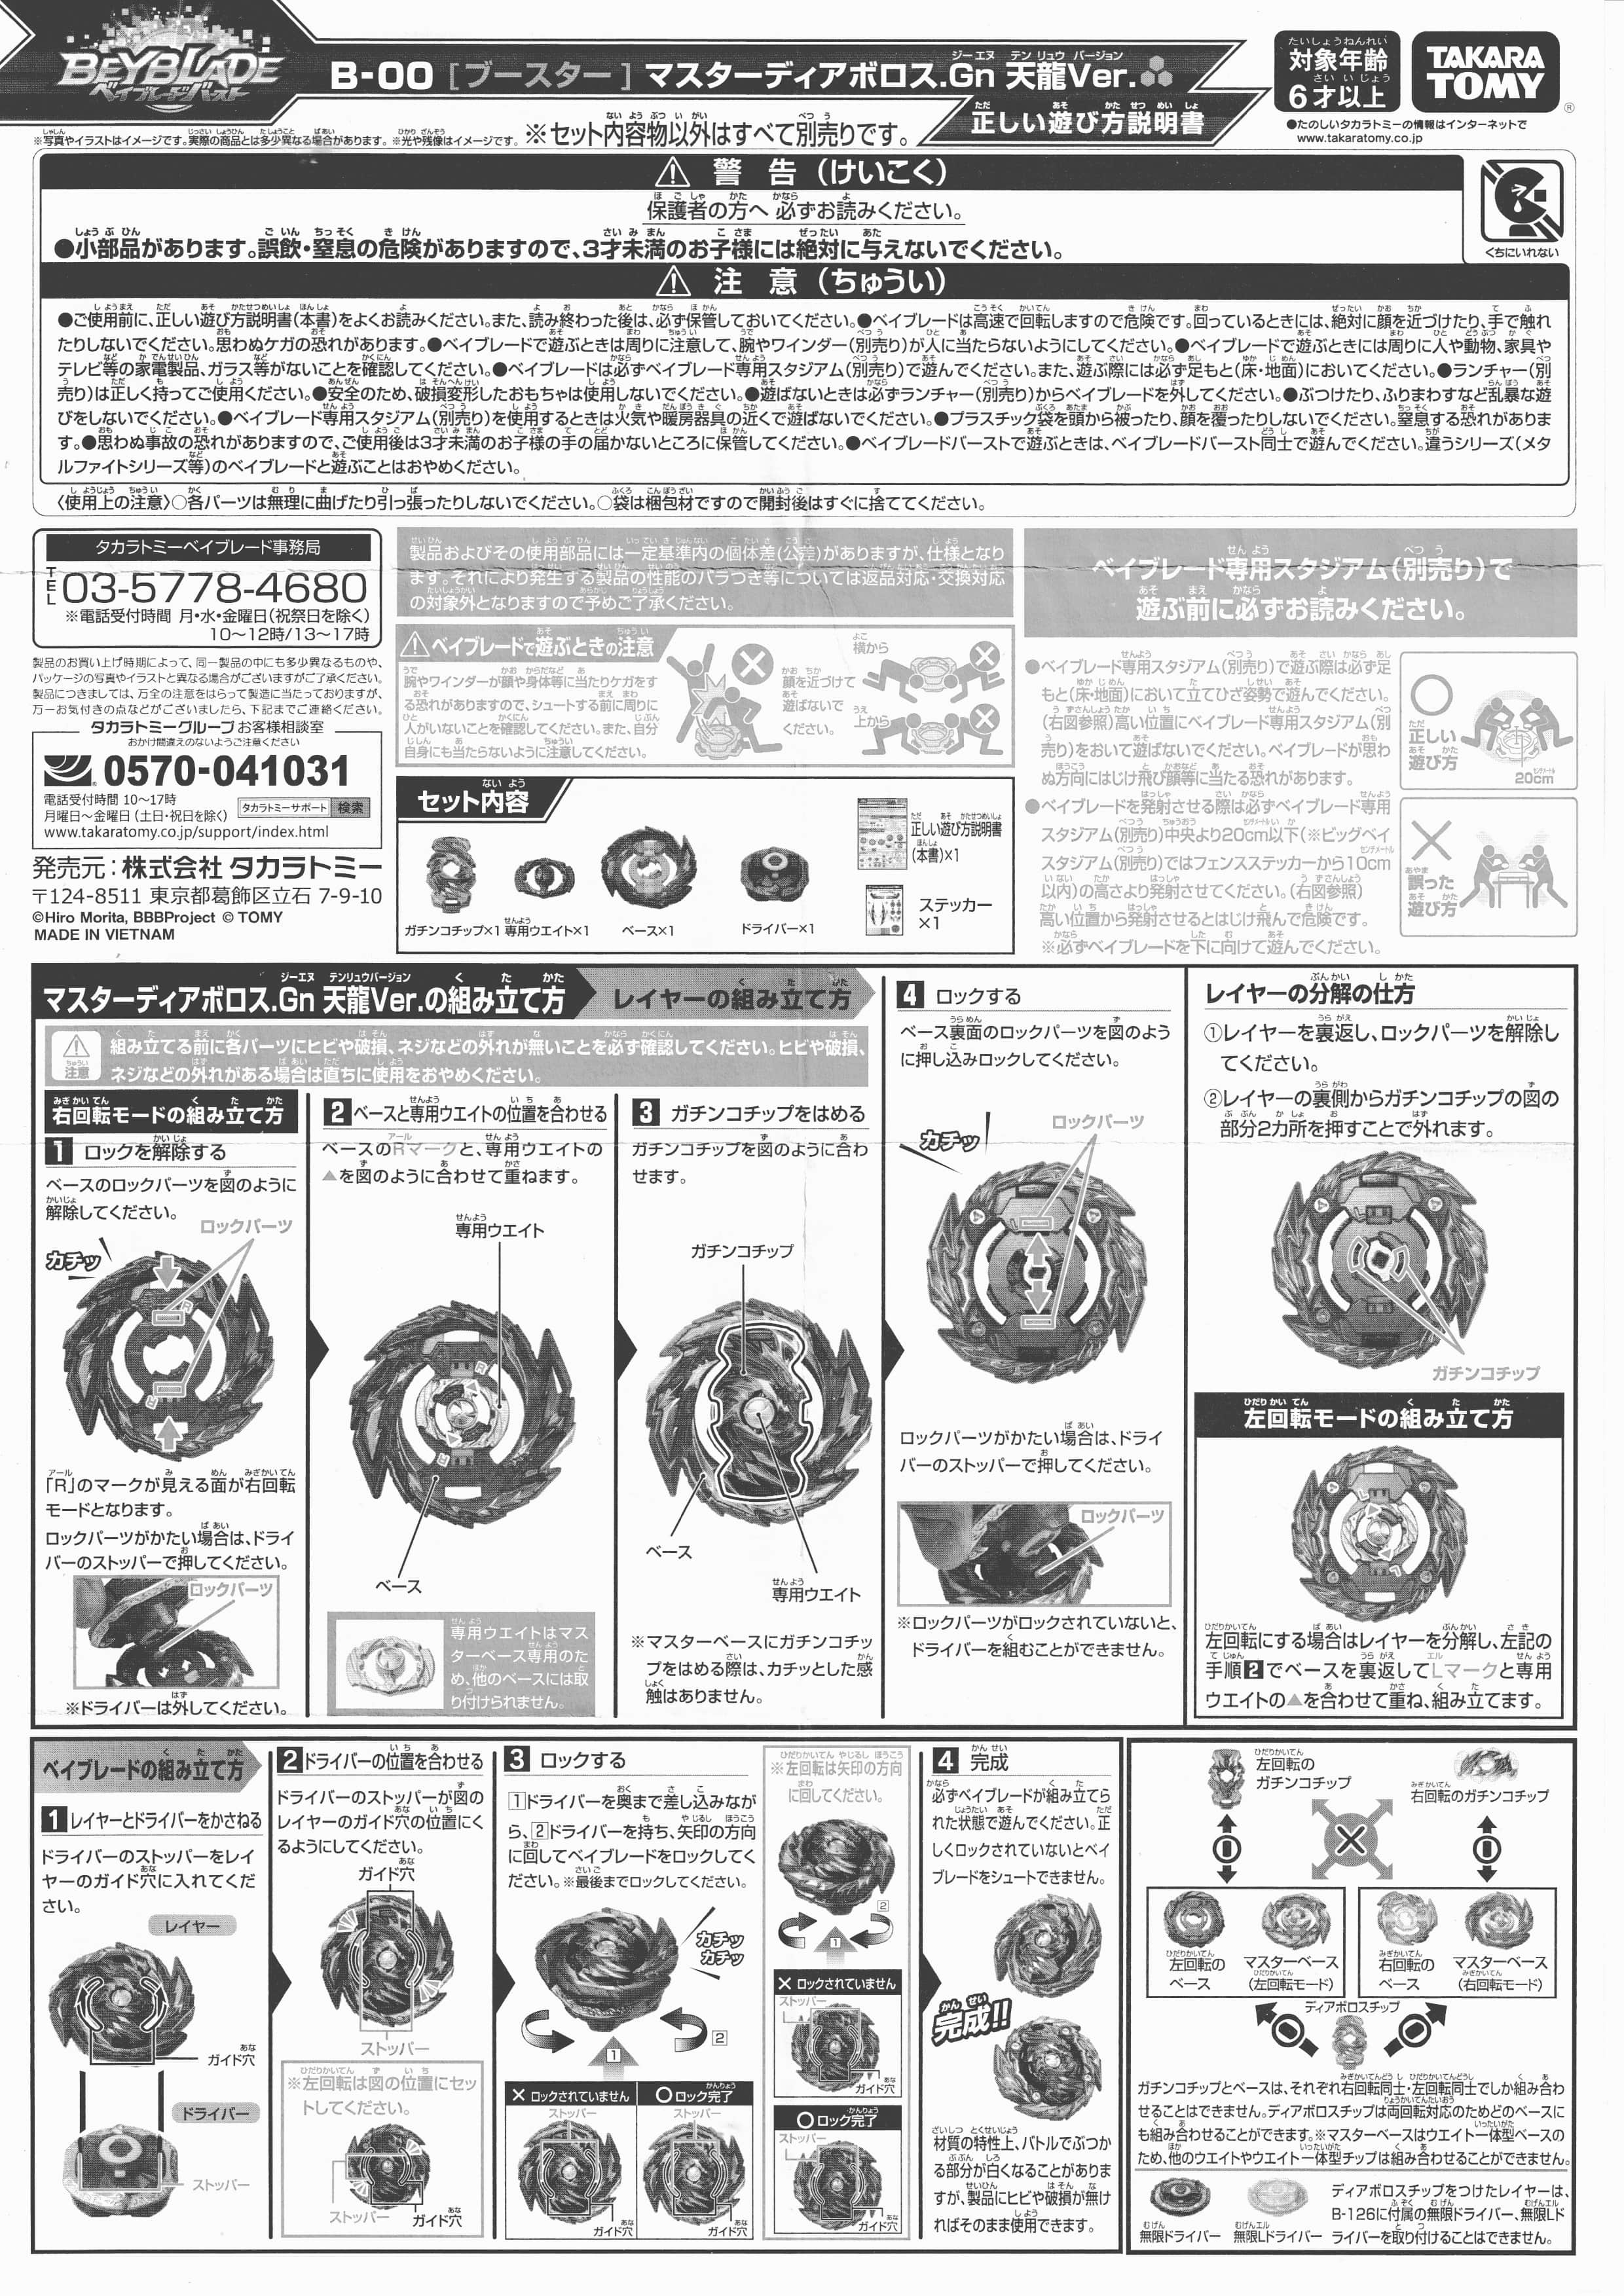 BEYBLADE
ベイブレードバースト
B-00 [ブースター] マスターディアボロス.Gn 天龍Ver.
正しい遊び方説明書
対象年齢
6才以上
TAKARA
TOMY
●たのしいタカラトミーの情報はインターネットで
www.takaratomy.co.jp
※写真やイラストはイメージです。実際の商品とは多少異なる場合があります。※光や残像はイメージです。
※セット内容物以外はすべて別売りです。
警 告(けいこく)
保護者の方へ 必ずお読みください。
●小部品があります。誤飲・窒息の危険がありますので、3才未満のお子様には絶対に与えないでください。
くちにいれない
注 意(ちゅうい)
●ご使用前に、正しい遊び方説明書(本書)をよくお読みください。また、読み終わった後は、必ず保管しておいてください。●ベイブレードは高速で回転しますので危険です。回っているときには、絶対に顔を近づけたり、手で触れ
たりしないでください。思わぬケガの恐れがあります。●ベイブレードで遊ぶときは周りに注意して、腕やワインダー(別売り)が人に当たらないようにしてください。●ベイブレードで遊ぶときには周りに人や動物、家具や
テレビ等の家電製品、ガラス等がないことを確認してください。●ベイブレードは必ずベイブレード専用スタジアム(別売り)で遊んでください。また、遊ぶ際には必ず足もと(床・地面)においてください。●ランチャー(別
売り)は正しく持ってご使用ください。●安全のため、破損変形したおもちゃは使用しないでください。●遊ばないときは必ずランチャー(別売り)からベイブレードを外してください。●ぶつけたり、ふりまわすなど乱暴な遊
びをしないでください。●ベイブレード専用スタジアム(別売り)を使用するときは火気や暖房器具の近くで遊ばないでください。●プラスチック袋を頭から被ったり、顔を覆ったりしないでください。窒息する恐れがありま
す。●思わぬ事故の恐れがありますので、ご使用後は3才未満のお子様の手の届かないところに保管してください。●ベイブレードバーストで遊ぶときは、ベイブレードバースト同士で遊んでください。違うシリーズ(メタ
ルファイトシリーズ等)のベイブレードと遊ぶことはおやめください。
〈使用上の注意〉○各パーツは無理に曲げたり引っ張ったりしないでください。○袋は梱包材ですので開封後はすぐに捨ててください。
タカラトミーベイブレード事務局
TEL 03-5778-4680
※電話受付時間 月・水・金曜日(祝祭日を除く)
10〜12時/13〜17時
製品のお買い上げ時期によって、同一製品の中にも多少異なるものや、
パッケージの写真やイラストと異なる場合がございますがご了承ください。
製品につきましては、万全の注意をはらって製造に当たっておりますが、
万一お気付きの点などがございましたら、下記までご連絡ください。
タカラトミーグループ お客様相談室
おかけ間違えのないようご注意ください
0570-041031
電話受付時間 10〜17時
月曜日〜金曜日(土日・祝日を除く)
タカラトミーサポート 検索
www.takaratomy.co.jp/support/index.html
発売元:株式会社 タカラトミー
〒124-8511 東京都葛飾区立石 7-9-10
©Hiro Morita, BBBProject © TOMY
MADE IN VIETNAM
製品およびその使用部品には一定基準内の個体差(公差)がありますが、仕様となり
ます。それにより発生する製品の性能のバラつき等については返品対応・交換対応
の対象外となりますので予めご了承ください。
ベイブレードで遊ぶときの注意
腕やワインダーが顔や身体等に当たりケガをす
る恐れがありますので、シュートする前に周りに
人がいないことを確認してください。また、自分
自身にも当たらないように注意してください。
顔を近づけて
遊ばないで
ください。
横から
上から
セット内容
ガチンコチップ×1
専用ウエイト×1
ベース×1
ドライバー×1
正しい遊び方説明書
(本書)×1
ステッカー
×1
ベイブレード専用スタジアム(別売り)で
遊ぶ前に必ずお読みください。
●ベイブレード専用スタジアム(別売り)で遊ぶ際は必ず足
もと(床・地面)において立てひざ姿勢で遊んでください。
(右図参照)高い位置にベイブレード専用スタジアム(別
売り)をおいて遊ばないでください。ベイブレードが思わ
ぬ方向にはじけ飛び顔等に当たる恐れがあります。
●ベイブレードを発射させる際は必ずベイブレード専用
スタジアム(別売り)中央より20cm以下(※ビッグベイ
スタジアム(別売り)ではフェンスステッカーから10cm
以内)の高さより発射させてください。(右図参照)
高い位置から発射させるとはじけ飛んで危険です。
※必ずベイブレードを下に向けて遊んでください。
正しい
遊び方
20cm
誤った
遊び方
マスターディアボロス.Gn 天龍Ver.の組み立て方
レイヤーの組み立て方
注意
組み立てる前に各パーツにヒビや破損、ネジなどの外れが無いことを必ず確認してください。ヒビや破損、
ネジなどの外れがある場合は直ちに使用をおやめください。
右回転モードの組み立て方
1 ロックを解除する
ベースのロックパーツを図のように
解除してください。
ロックパーツ
カチッ
「R」のマークが見える面が右回転
モードとなります。
ロックパーツがかたい場合は、ドライ
バーのストッパーで押してください。
ロックパーツ
※ドライバーは外してください。
2 ベースと専用ウエイトの位置を合わせる
ベースのRマークと、専用ウエイトの
▲を図のように合わせて重ねます。
専用ウエイト
ベース
専用ウエイトはマス
ターベース専用のた
め、他のベースには取
り付けられません。
3 ガチンコチップをはめる
ガチンコチップを図のように合わ
せます。
ガチンコチップ
ベース
専用ウエイト
※マスターベースにガチンコチッ
プをはめる際は、カチッとした感
触はありません。
4 ロックする
ベース裏面のロックパーツを図のよう
に押し込みロックしてください。
カチッ
ロックパーツ
ロックパーツがかたい場合は、ドライ
バーのストッパーで押してください。
ロックパーツ
※ロックパーツがロックされていないと、
ドライバーを組むことができません。
レイヤーの分解の仕方
①レイヤーを裏返し、ロックパーツを解除し
てください。
②レイヤーの裏側からガチンコチップの図の
部分2カ所を押すことで外れます。
ガチンコチップ
左回転モードの組み立て方
左回転にする場合はレイヤーを分解し、左記の
手順2でベースを裏返してLマークと専用
ウエイトの▲を合わせて重ね、組み立てます。
ベイブレードの組み立て方
1 レイヤーとドライバーをかさねる
ドライバーのストッパーをレイ
ヤーのガイド穴に入れてくだ
さい。
レイヤー
ガイド穴
ドライバー
ストッパー
2 ドライバーの位置を合わせる
ドライバーのストッパーが図の
レイヤーのガイド穴の位置にく
るようにしてください。
ガイド穴
ストッパー
※左回転は図の位置にセッ
トしてください。
ストッパー
ガイド穴
3 ロックする
1ドライバーを奥まで差し込みなが
ら、2ドライバーを持ち、矢印の方向
に回してベイブレードをロックしてく
ださい。※最後までロックしてください。
カチッ
カチッ
1
2
× ロックされていません
ストッパー
ガイド穴
○ロック完了
ストッパー
ガイド穴
※左回転は矢印の方向
に回してください。
1
2
× ロックされていません
ストッパー
ガイド穴
○ロック完了
ストッパー
ガイド穴
4 完成
必ずベイブレードが組み立てら
れた状態で遊んでください。正
しくロックされていないとベイ
ブレードをシュートできません。
完成!!
材質の特性上、バトルでぶつか
る部分が白くなることがありま
すが、製品にヒビや破損が無け
ればそのまま使用できます。
左回転の
ガチンコチップ
右回転のガチンコチップ
左回転の
ベース
マスターベース
(左回転モード)
右回転の
ベース
マスターベース
(右回転モード)
ディアボロスチップ
ガチンコチップとベースは、それぞれ右回転同士・左回転同士でしか組み合わ
せることはできません。ディアボロスチップは両回転対応のためどのベースに
も組み合わせることができます。※マスターベースはウエイト一体型ベースの
ため、他のウエイトやウエイト一体型チップは組み合わせることができません。
無限ドライバー
無限Lドライバー
ディアボロスチップをつけたレイヤーは、
B-126に付属の無限ドライバー、無限Lド
ライバーを取り付けることはできません。